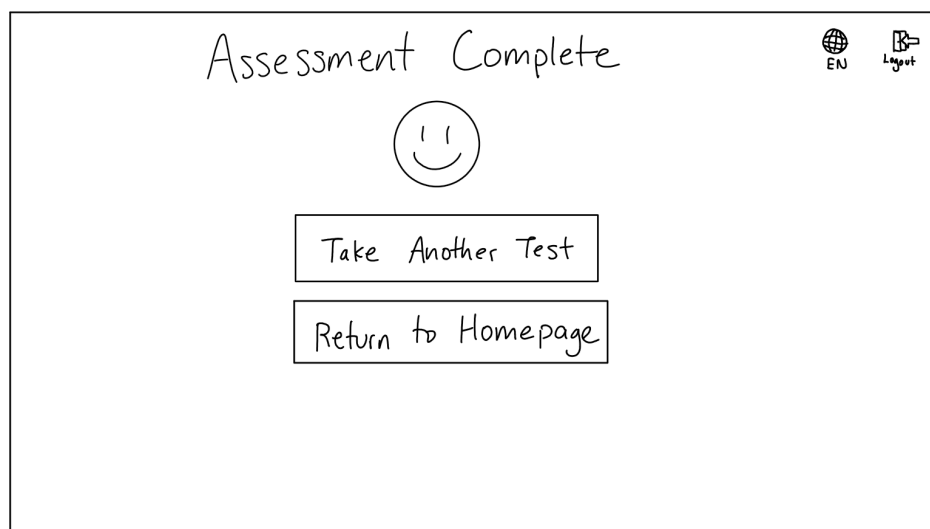 Assessment Complete
EN
Logout
Take Another Test
Return to Homepage